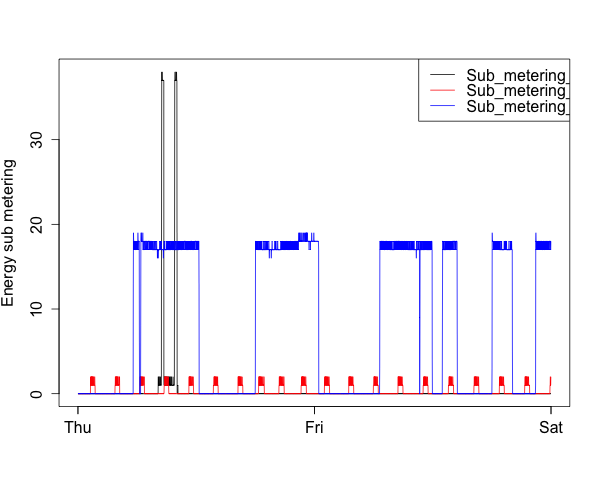 Sub_metering_
Sub_metering_
Sub_metering_
Energy sub metering
30
20
10
0
Thu Fri Sat